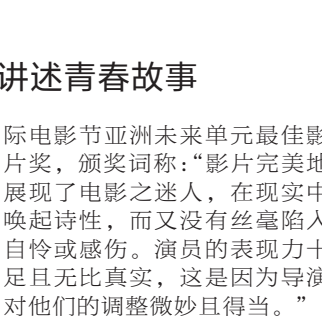 讲述青春故事
际电影节亚洲未来单元最佳影
片奖，颁奖词称：“影片完美地
展现了电影之迷人，在现实中
唤起诗性，而又没有丝毫陷入
自怜或感伤。演员的表现力十
足且无比真实，这是因为导演
对他们的调整微妙且得当。”